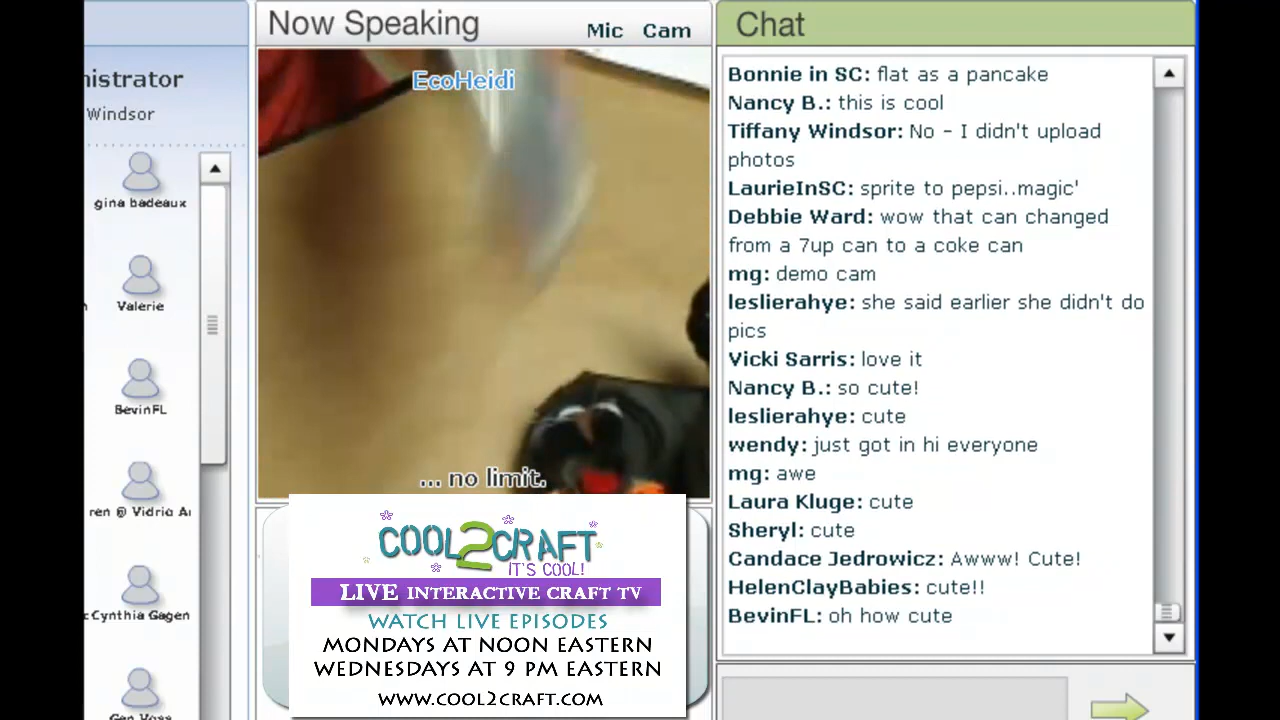 Now Speaking
Mic
Cam
Chat
nistrator
Windsor
gina badeaux
Valerie
BevinFL
ren @ Vidrio Ar
Cynthia Gagen
Gen Voss
EcoHeidi
... no limit.
COOL2CRAFT
IT'S COOL!
LIVE INTERACTIVE CRAFT TV
WATCH LIVE EPISODES
MONDAYS AT NOON EASTERN
WEDNESDAYS AT 9 PM EASTERN
WWW.COOL2CRAFT.COM
Bonnie in SC: flat as a pancake
Nancy B.: this is cool
Tiffany Windsor: No - I didn't upload
photos
LaurieInSC: sprite to pepsi..magic'
Debbie Ward: wow that can changed
from a 7up can to a coke can
mg: demo cam
leslierahye: she said earlier she didn't do
pics
Vicki Sarris: love it
Nancy B.: so cute!
leslierahye: cute
wendy: just got in hi everyone
mg: awe
Laura Kluge: cute
Sheryl: cute
Candace Jedrowicz: Awww! Cute!
HelenClayBabies: cute!!
BevinFL: oh how cute